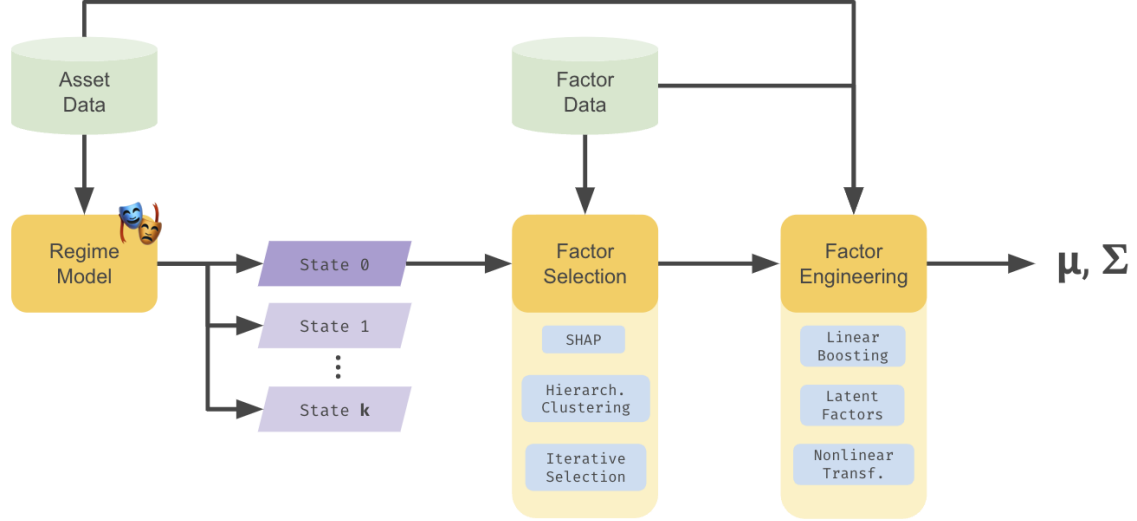 Asset
Data
Factor
Data
Regime
Model
State 0
State 1
State k
Factor
Selection
SHAP
Hierarch.
Clustering
Iterative
Selection
Factor
Engineering
Linear
Boosting
Latent
Factors
Nonlinear
Transf.
μ, Σ